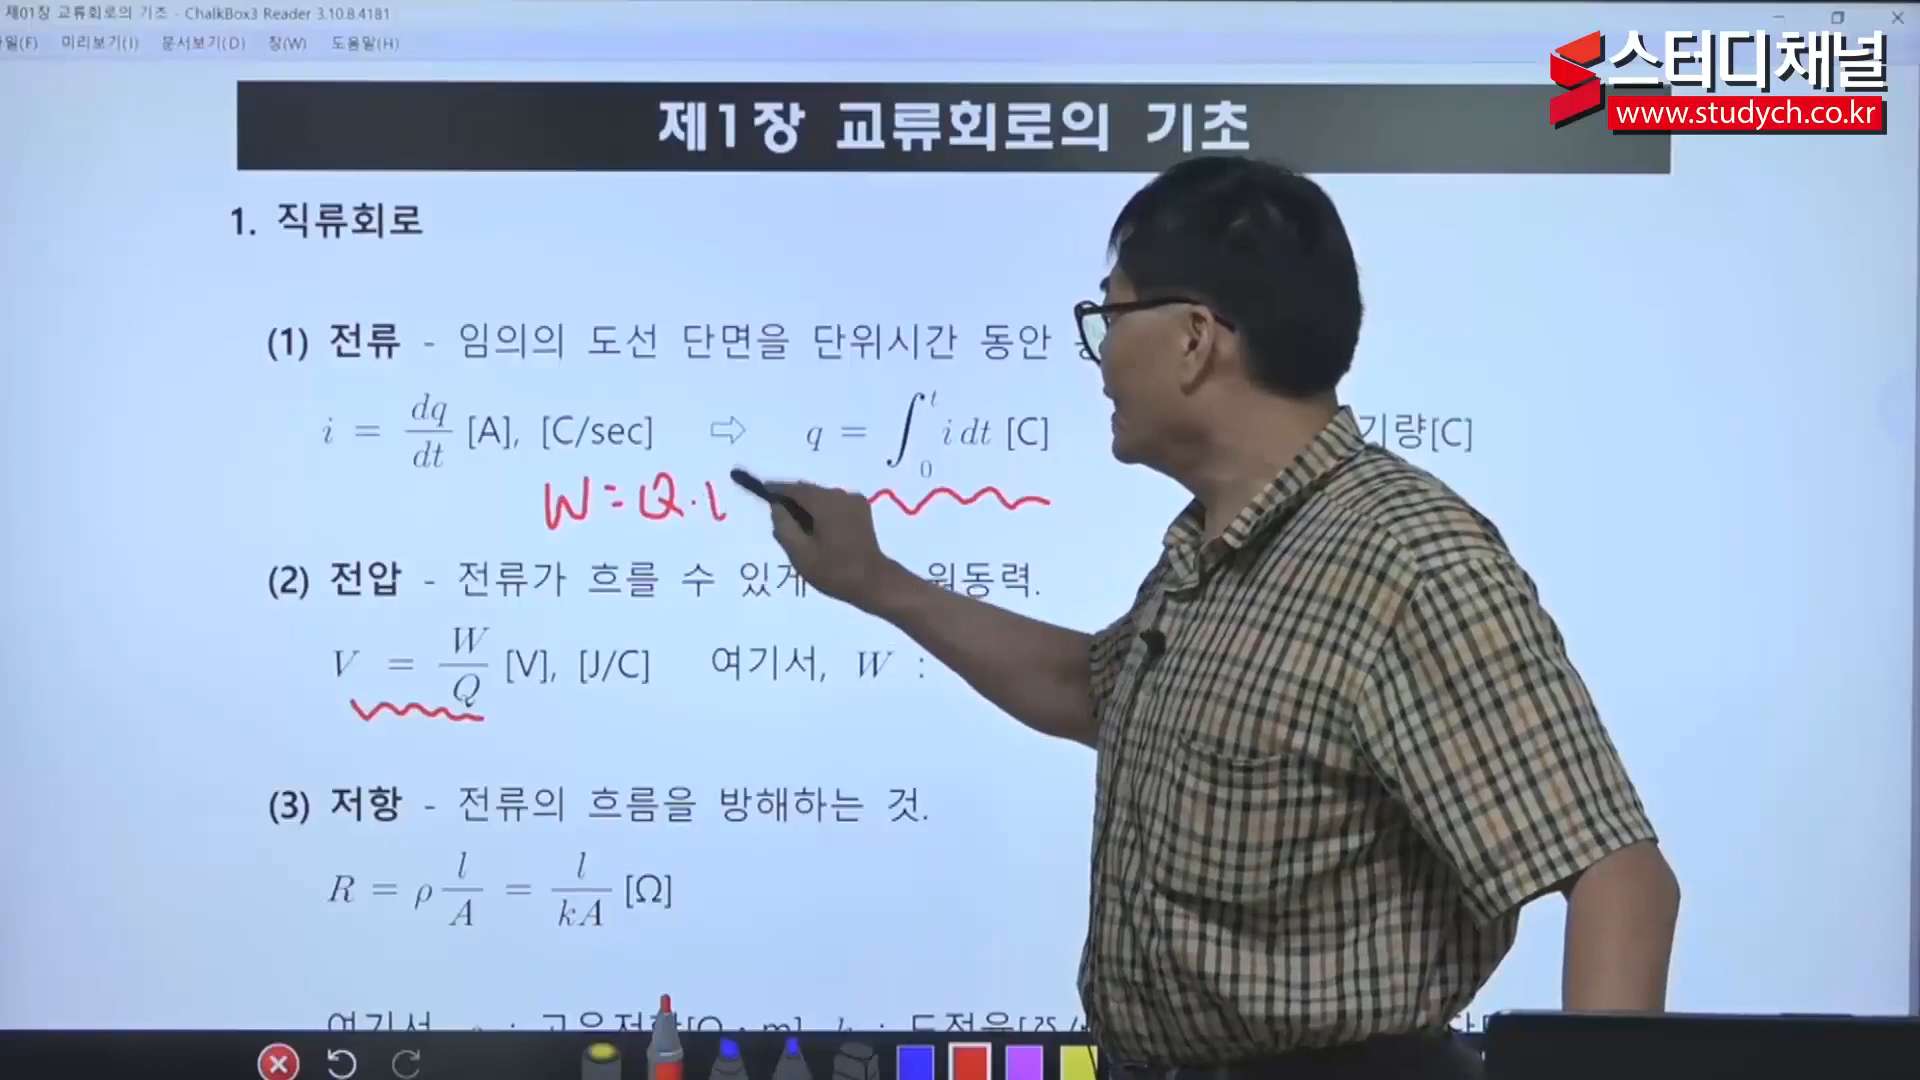 제01장 교류회로의 기초 - ChalkBox3 Reader 3.10.8.4181
일(F) 미리보기(I) 문서보기(D) 창(W) 도움말(H)
스터디채널
www.studych.co.kr
제1장 교류회로의 기초
1. 직류회로
(1) 전류 - 임의의 도선 단면을 단위시간 동안
i = dq/dt [A], [C/sec] ⇨ q = ∫₀ᵗ i dt [C] 기량[C]
W = Q·
(2) 전압 - 전류가 흐를 수 있게 원동력.
V = W/Q [V], [J/C] 여기서, W :
(3) 저항 - 전류의 흐름을 방해하는 것.
R = ρ l/A = l/kA [Ω]